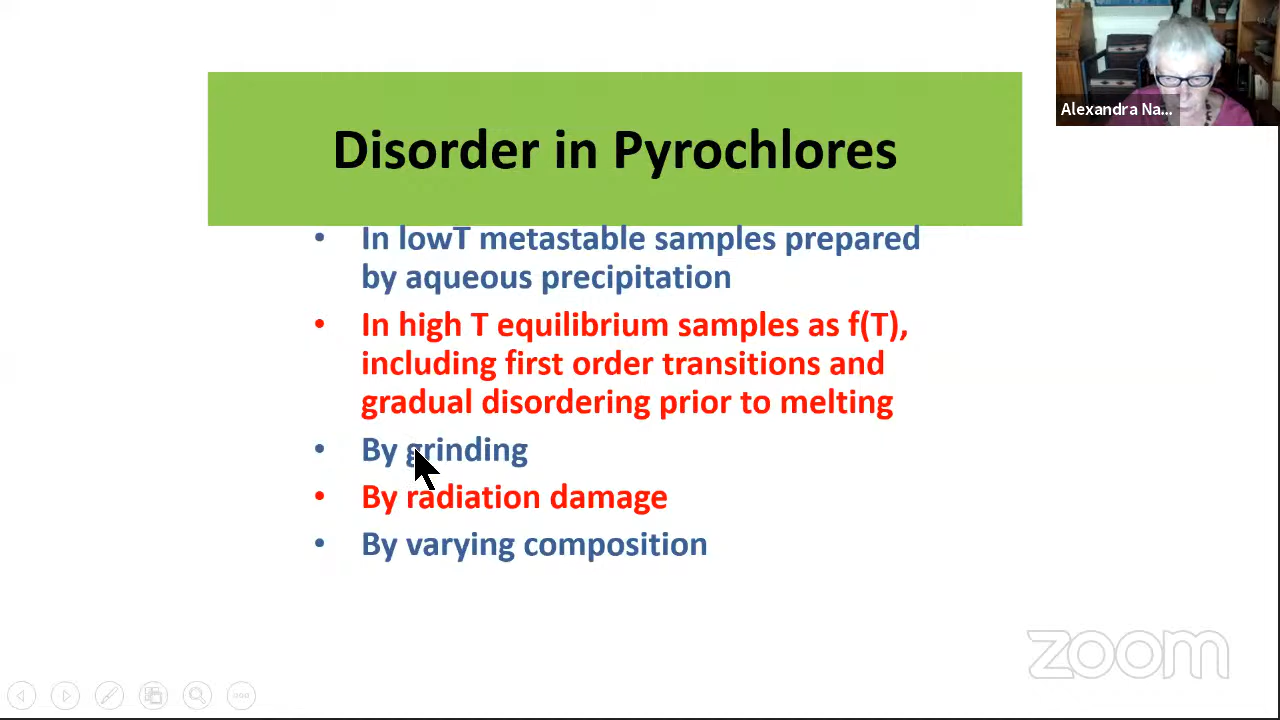 Disorder in Pyrochlores
• In lowT metastable samples prepared
by aqueous precipitation
• In high T equilibrium samples as f(T),
including first order transitions and
gradual disordering prior to melting
• By grinding
• By radiation damage
• By varying composition
Alexandra Na...
zoom